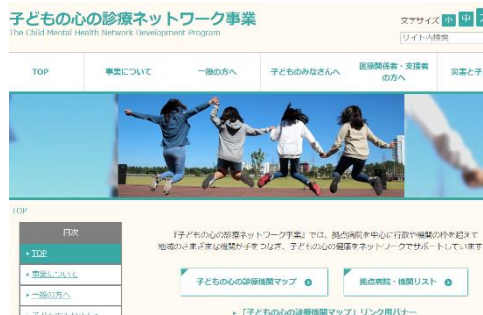 子どもの心の診療ネットワーク事業
The Child Mental Health Network Development Program
文字サイズ 小 中
サイト内検索
TOP
事業について
一般の方へ
子どものみなさんへ
医療関係者・支援者
の方へ
災害と子
TOP
目次
TOP
事業について
一般の方へ
『子どもの心の診療ネットワーク事業』では、拠点病院を中心に行政や機関の枠を超えて
地域のさまざまな機関が手をつなぎ、子どもの心の健康をネットワークでサポートしています
子どもの心の診療機関マップ
拠点病院・機関リスト
「子どもの心の診療機関マップ」リンク用バナー